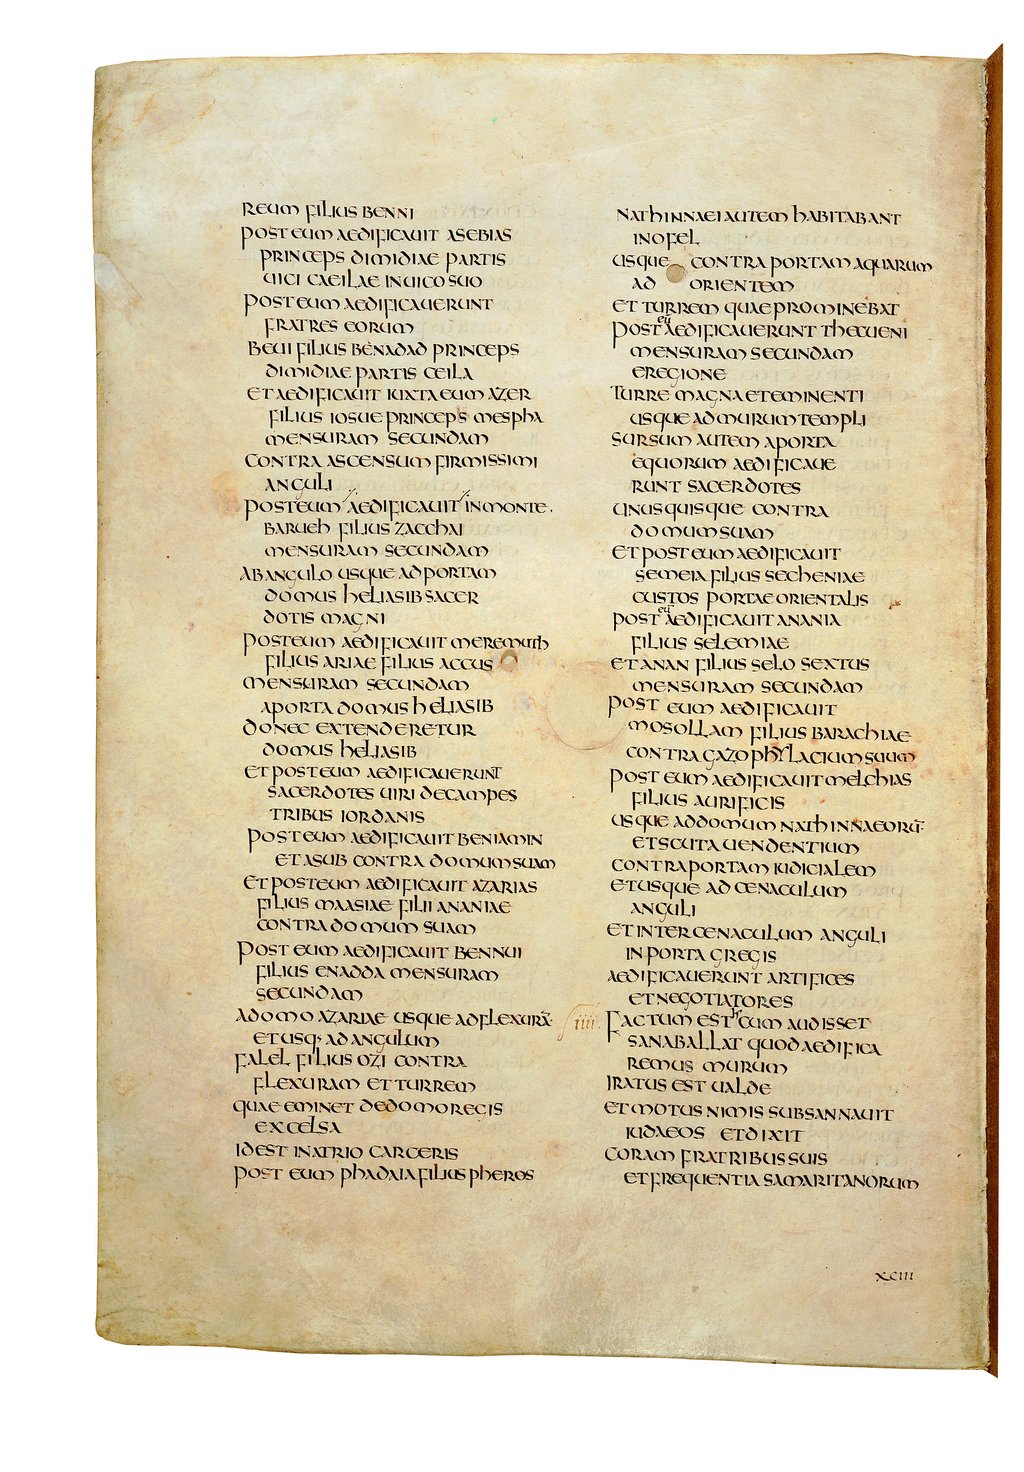 REUM FILIUS BENNI
POST EUM AEDIFICAUIT ASEBIAS
PRINCEPS DIMIDIAE PARTIS
UICI CAEILAE INUICO SUO
POST EUM AEDIFICAUERUNT
FRATRES EORUM
BEUI FILIUS BENADAD PRINCEPS
DIMIDIAE PARTIS CEILA
ET AEDIFICAUIT IUXTA EUM AZER
FILIUS IOSUE PRINCEPS MESPHA
MENSURAM SECUNDAM
CONTRA ASCENSUM FIRMISSIMI
ANGULI
POST EUM AEDIFICAUIT IN MONTE.
BARUEH FILIUS ZACCHAI
MENSURAM SECUNDAM
AB ANGULO USQUE AD PORTAM
DOMUS HELIASIB SACER
DOTIS MAGNI
POST EUM AEDIFICAUIT MEREMUTH
FILIUS ARIAE FILIUS ACCUS
MENSURAM SECUNDAM
A PORTA DOMUS HELIASIB
DONEC EXTENDERETUR
DOMUS HELIASIB
ET POST EUM AEDIFICAUERUNT
SACERDOTES UIRI DE CAMPES
TRIBUS IORDANIS
POST EUM AEDIFICAUIT BENIAMIN
ET ASUB CONTRA DOMUM SUAM
ET POST EUM AEDIFICAUIT AZARIAS
FILIUS MAASIAE FILII ANANIAE
CONTRA DOMUM SUAM
POST EUM AEDIFICAUIT BENNUI
FILIUS ENADDA MENSURAM
SECUNDAM
A DOMO AZARIAE USQUE AD FLEXURĀ
ET USQ· AD ANGULUM
FALEL FILIUS OZI CONTRA
FLEXURAM ET TURREM
QUAE EMINET DE DOMO REGIS
EXCELSA
ID EST IN ATRIO CARCERIS
POST EUM PHADAIA FILIUS PHEROS
NATHINNAEI AUTEM HABITABANT
IN OFEL
USQUE CONTRA PORTAM AQUARUM
AD ORIENTEM
ET TURREM QUAE PROMINEBAT
POST EŪ AEDIFICAUERUNT THECUENI
MENSURAM SECUNDAM
E REGIONE
TURRE MAGNA ET EMINENTI
USQUE AD MURUM TEMPLI
SURSUM AUTEM A PORTA
EQUORUM AEDIFICAUE
RUNT SACERDOTES
UNUSQUISQUE CONTRA
DOMUM SUAM
ET POST EUM AEDIFICAUIT
SEMEIA FILIUS SECHENIAE
CUSTOS PORTAE ORIENTALIS
POST EŪ AEDIFICAUIT ANANIA
FILIUS SELEMIAE
ET ANAN FILIUS SELO SEXTUS
MENSURAM SECUNDAM
POST EUM AEDIFICAUIT
MOSOLLAM FILIUS BARACHIAE
CONTRA GAZOPHYLACIUM SUUM
POST EUM AEDIFICAUIT MELCHIAS
FILIUS AURIFICIS
USQUE AD DOMUM NATHINNAEORŪ·
ET SCUTA UENDENTIUM
CONTRA PORTAM IUDICIALEM
ET USQUE AD CENACULUM
ANGULI
ET INTER CENACULUM ANGULI
IN PORTA GREGIS
AEDIFICAUERUNT ARTIFICES
ET NEGOTIATORES
IIII. FACTUM EST CUM AUDISSET
SANABALLAT QUOD AEDIFICA
REMUS MURUM
IRATUS EST UALDE
ET MOTUS NIMIS SUBSANNAUIT
IUDAEOS ET DIXIT
CORAM FRATRIBUS SUIS
ET FREQUENTIA SAMARITANORUM
XCIII